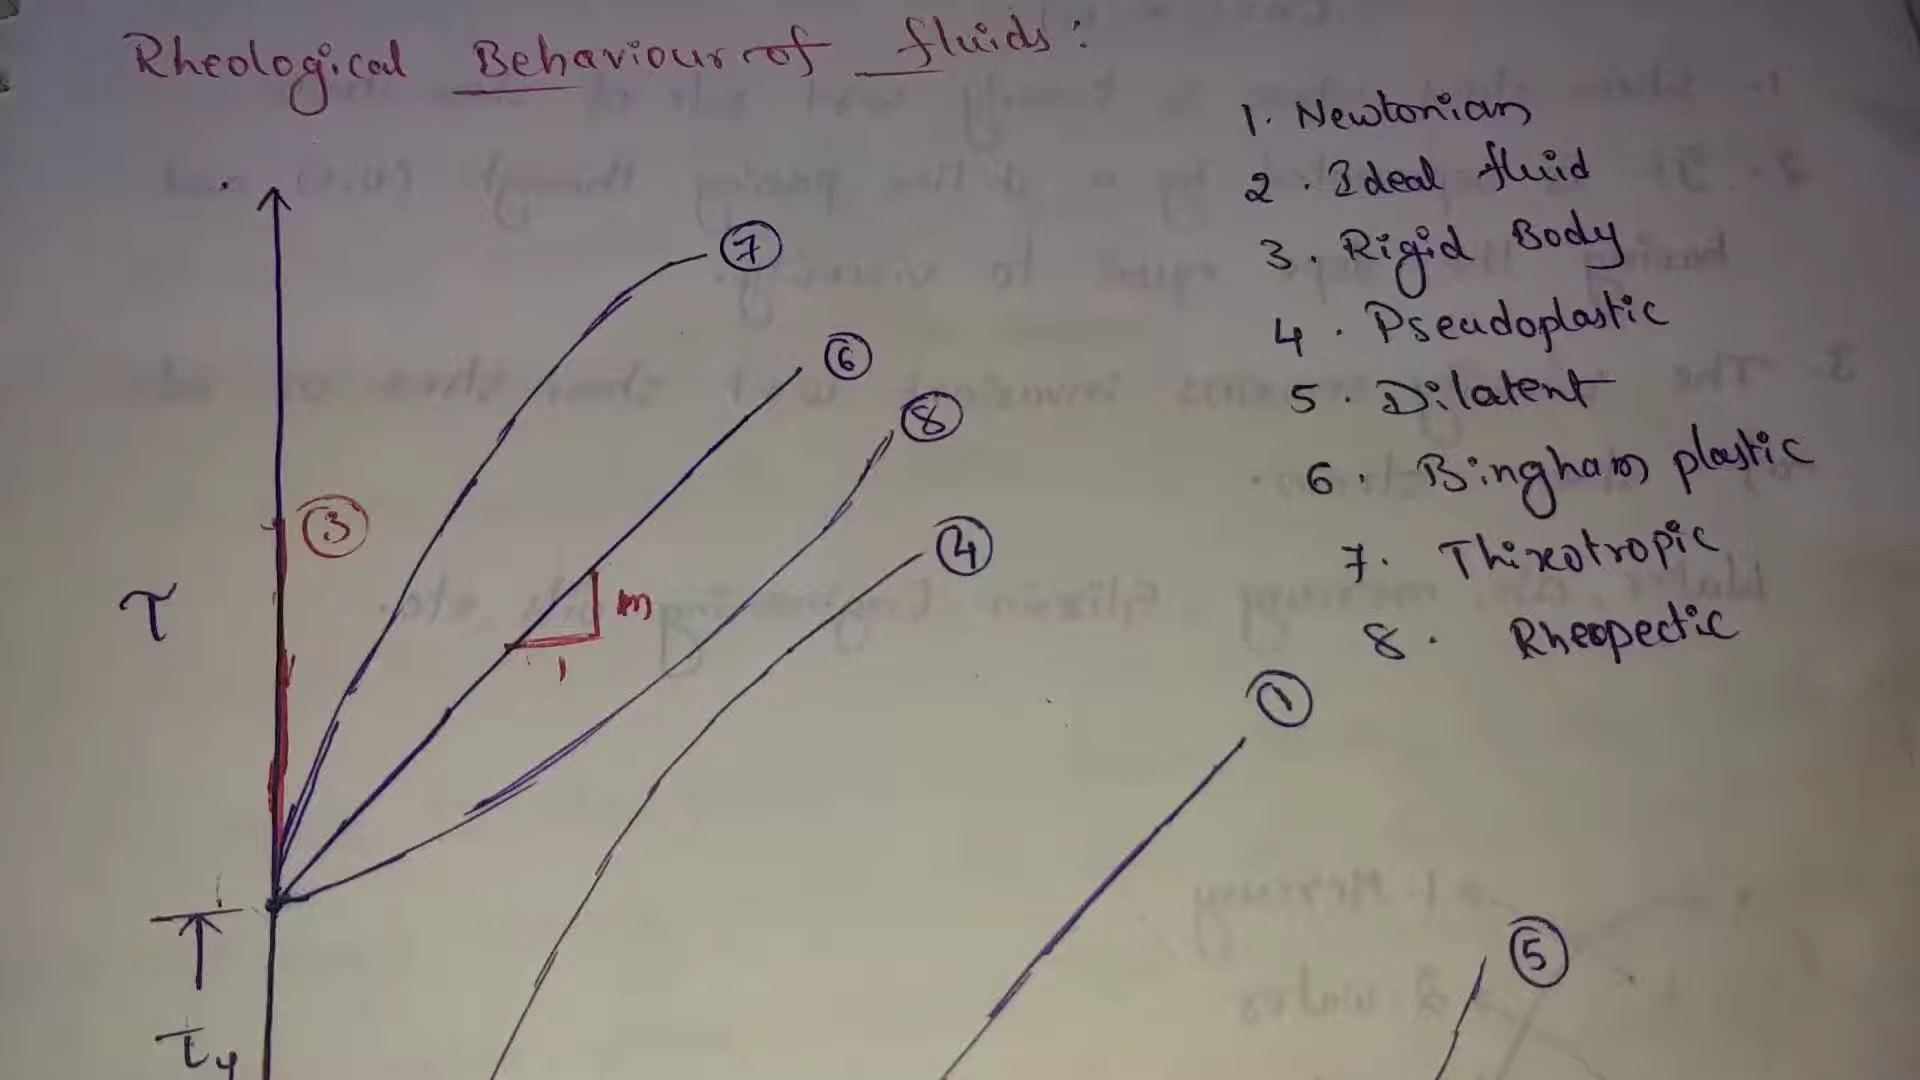 Rheological Behaviour of fluids:
1. Newtonian
2. Ideal fluid
3. Rigid Body
4. Pseudoplastic
5. Dilatent
6. Bingham plastic
7. Thixotropic
8. Rheopectic
7
6
8
3
4
τ
m
1
1
5
τy